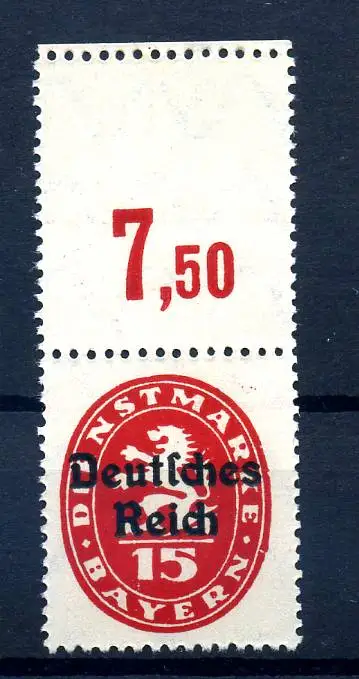 7,50
DIENSTMARKE
Deutsches
Reich
15
· BAYERN ·